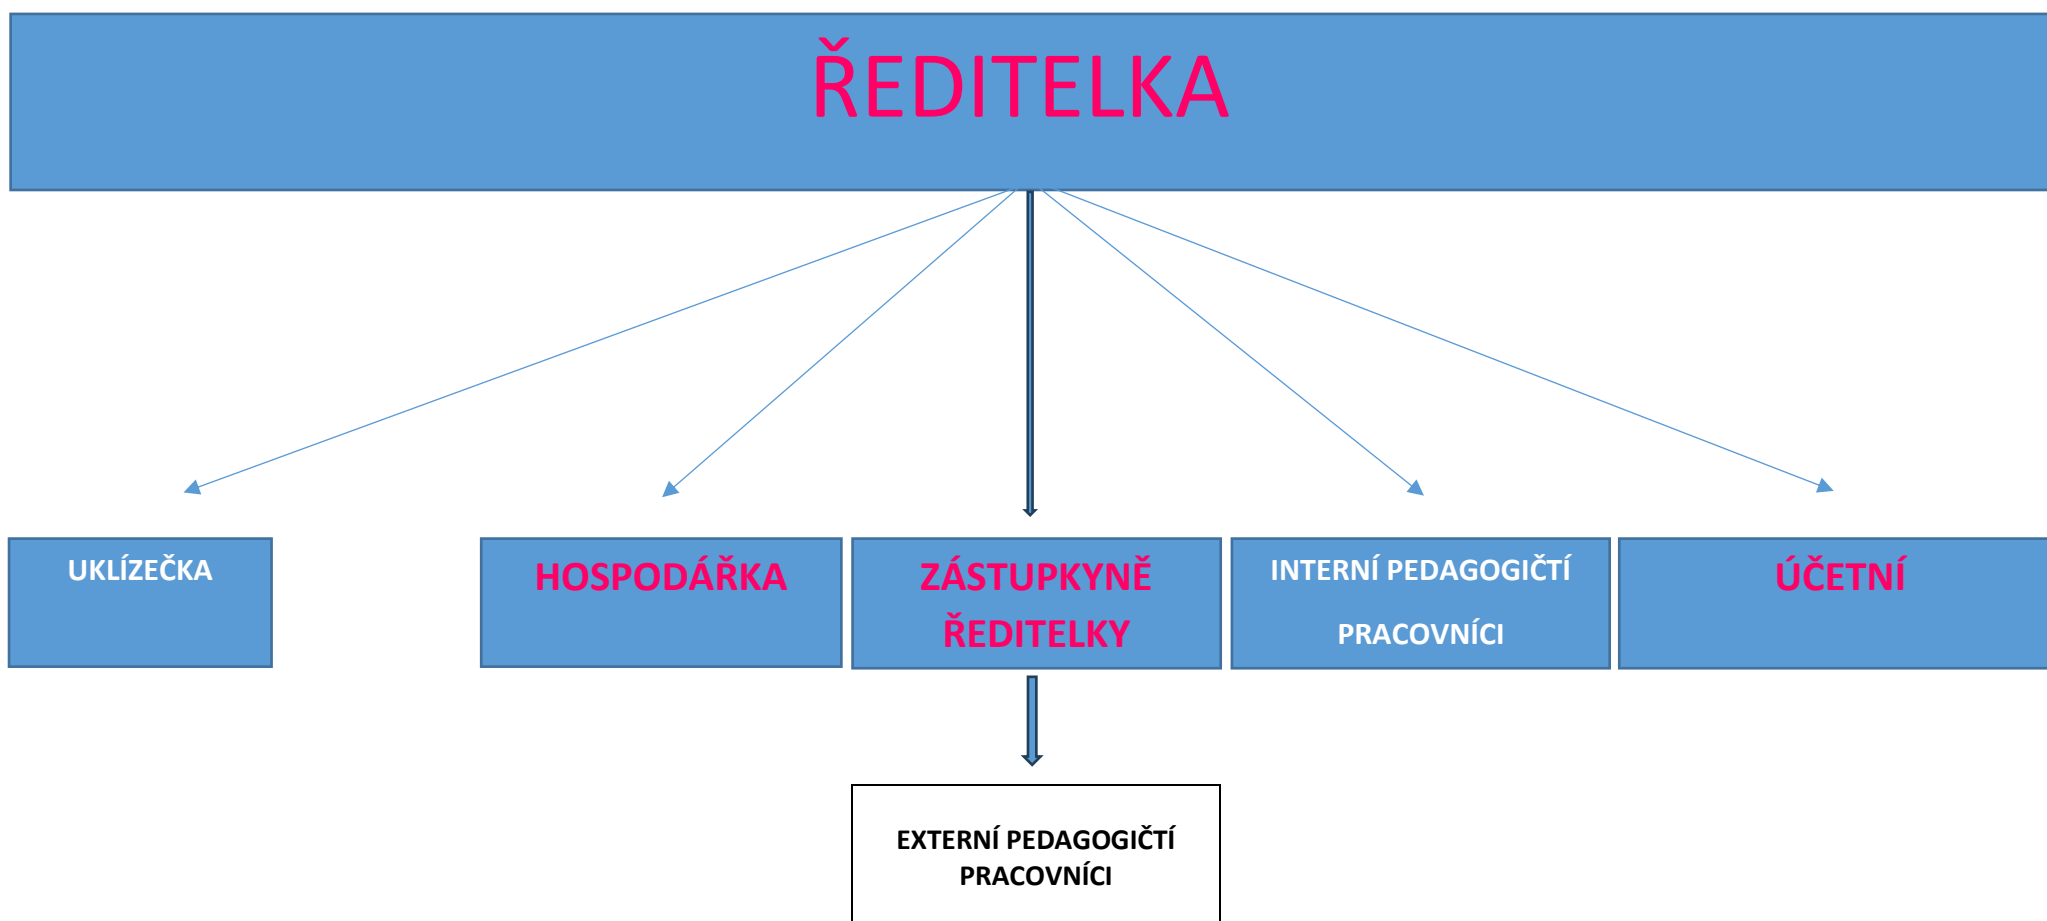 ŘEDITELKA
UKLÍZEČKA
HOSPODÁŘKA
ZÁSTUPKYNĚ
ŘEDITELKY
INTERNÍ PEDAGOGIČTÍ
PRACOVNÍCI
ÚČETNÍ
EXTERNÍ PEDAGOGIČTÍ
PRACOVNÍCI